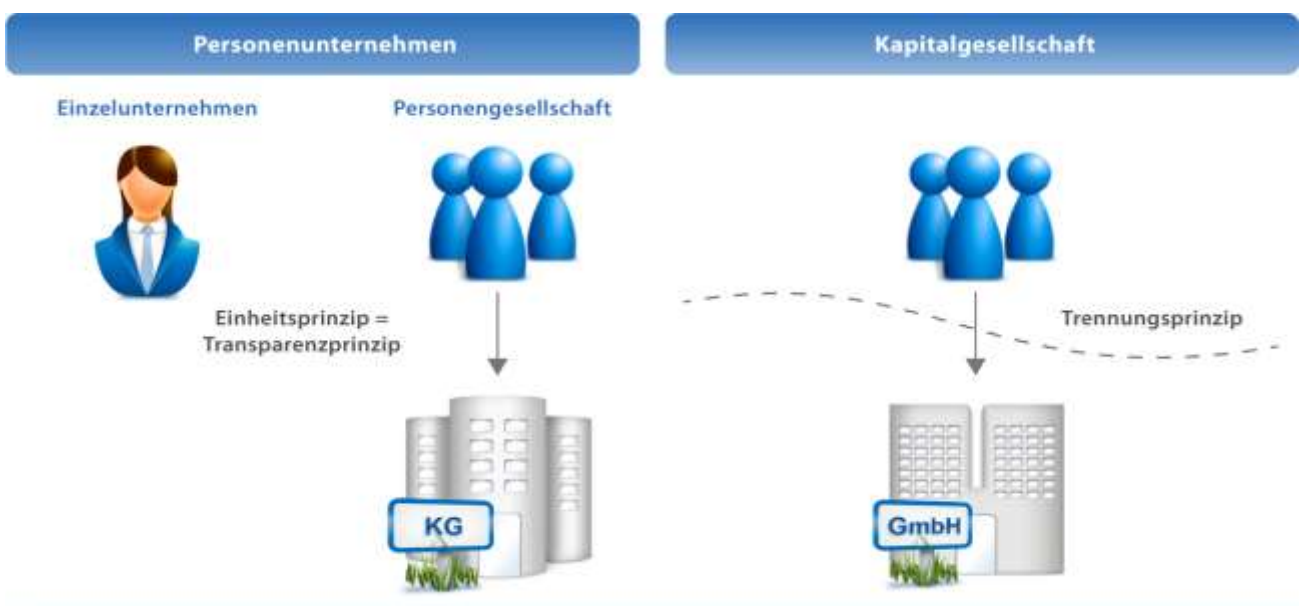 Personenunternehmen
Kapitalgesellschaft
Einzelunternehmen
Personengesellschaft
Einheitsprinzip =
Transparenzprinzip
Trennungsprinzip
KG
GmbH